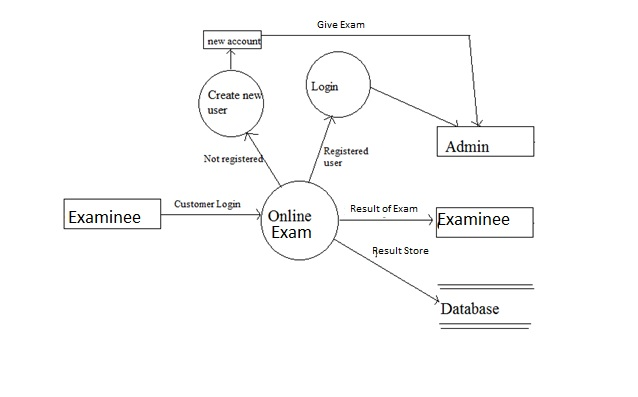 Give Exam
new account
Create new
user
Login
Admin
Not registered
Registered
user
Examinee
Customer Login
Online
Exam
Result of Exam
Examinee
Result Store
Database